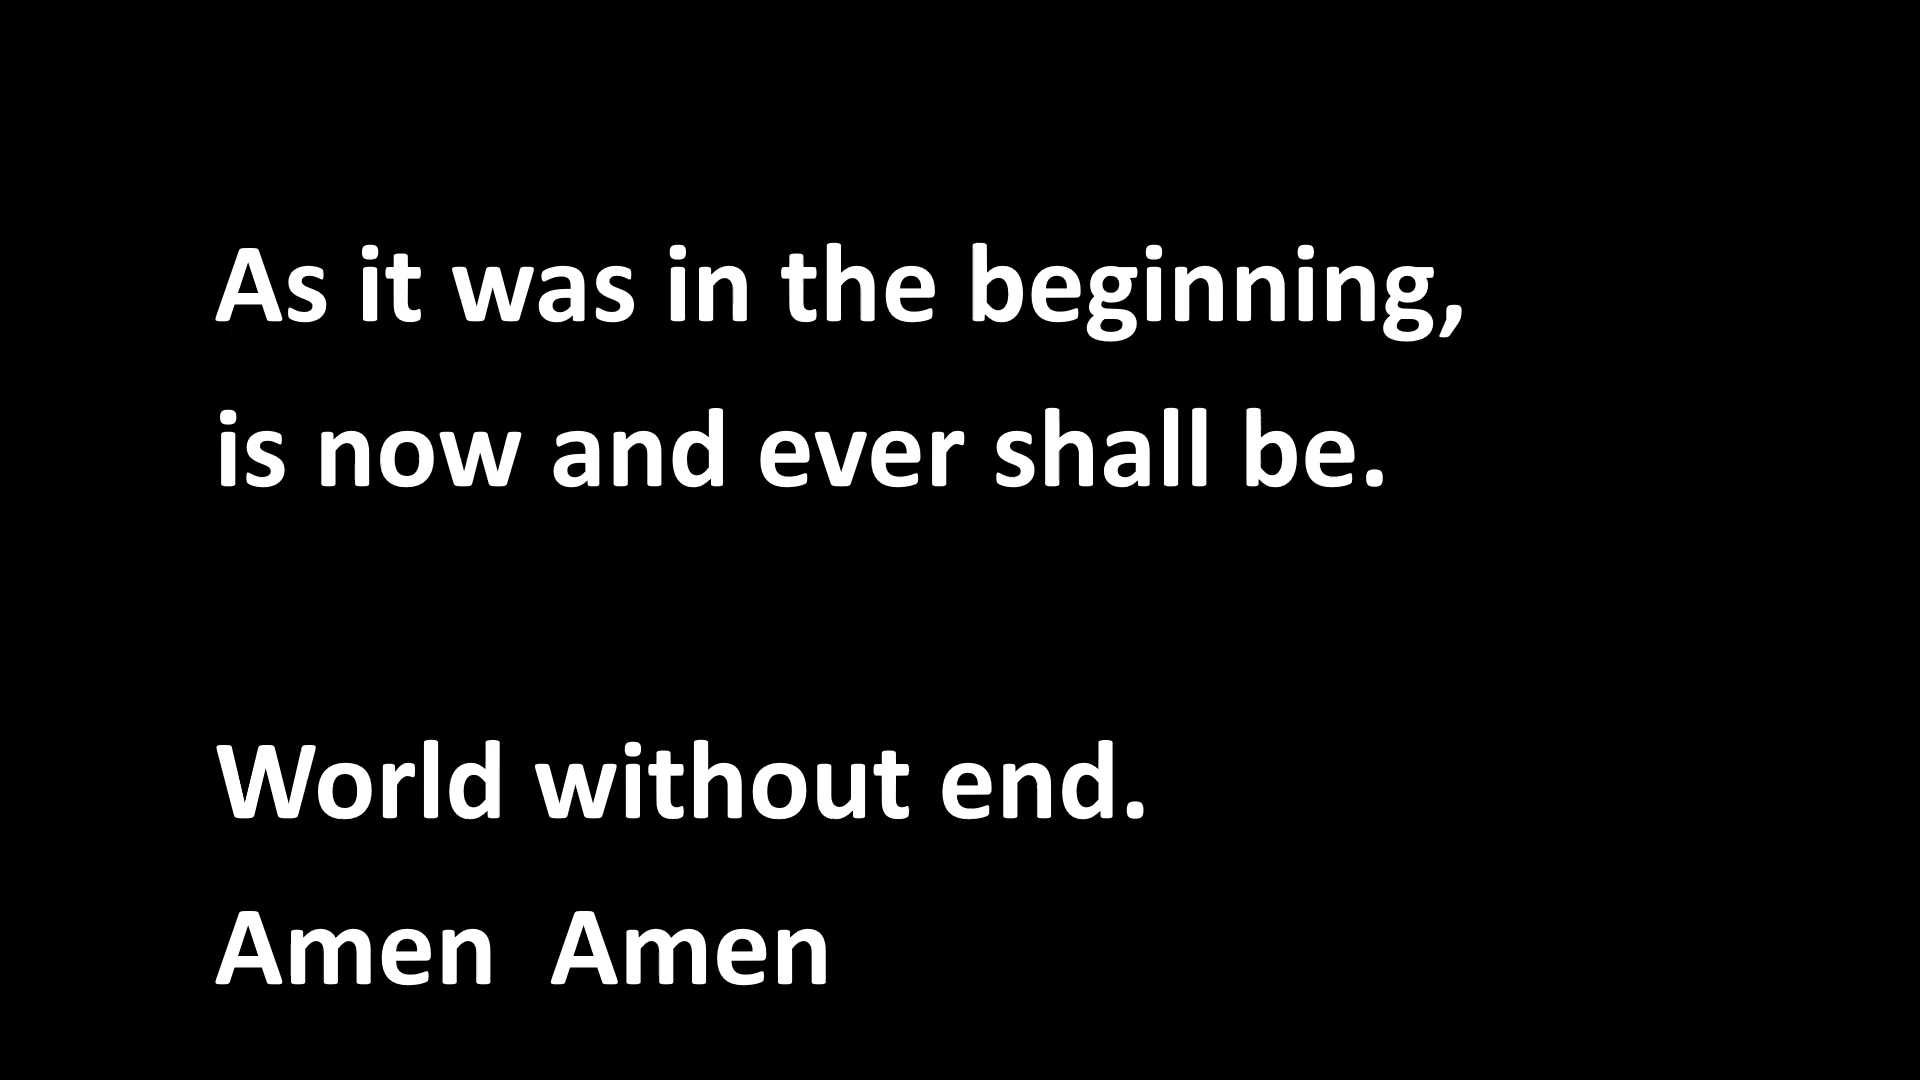 As it was in the beginning,
is now and ever shall be.
World without end.
Amen  Amen